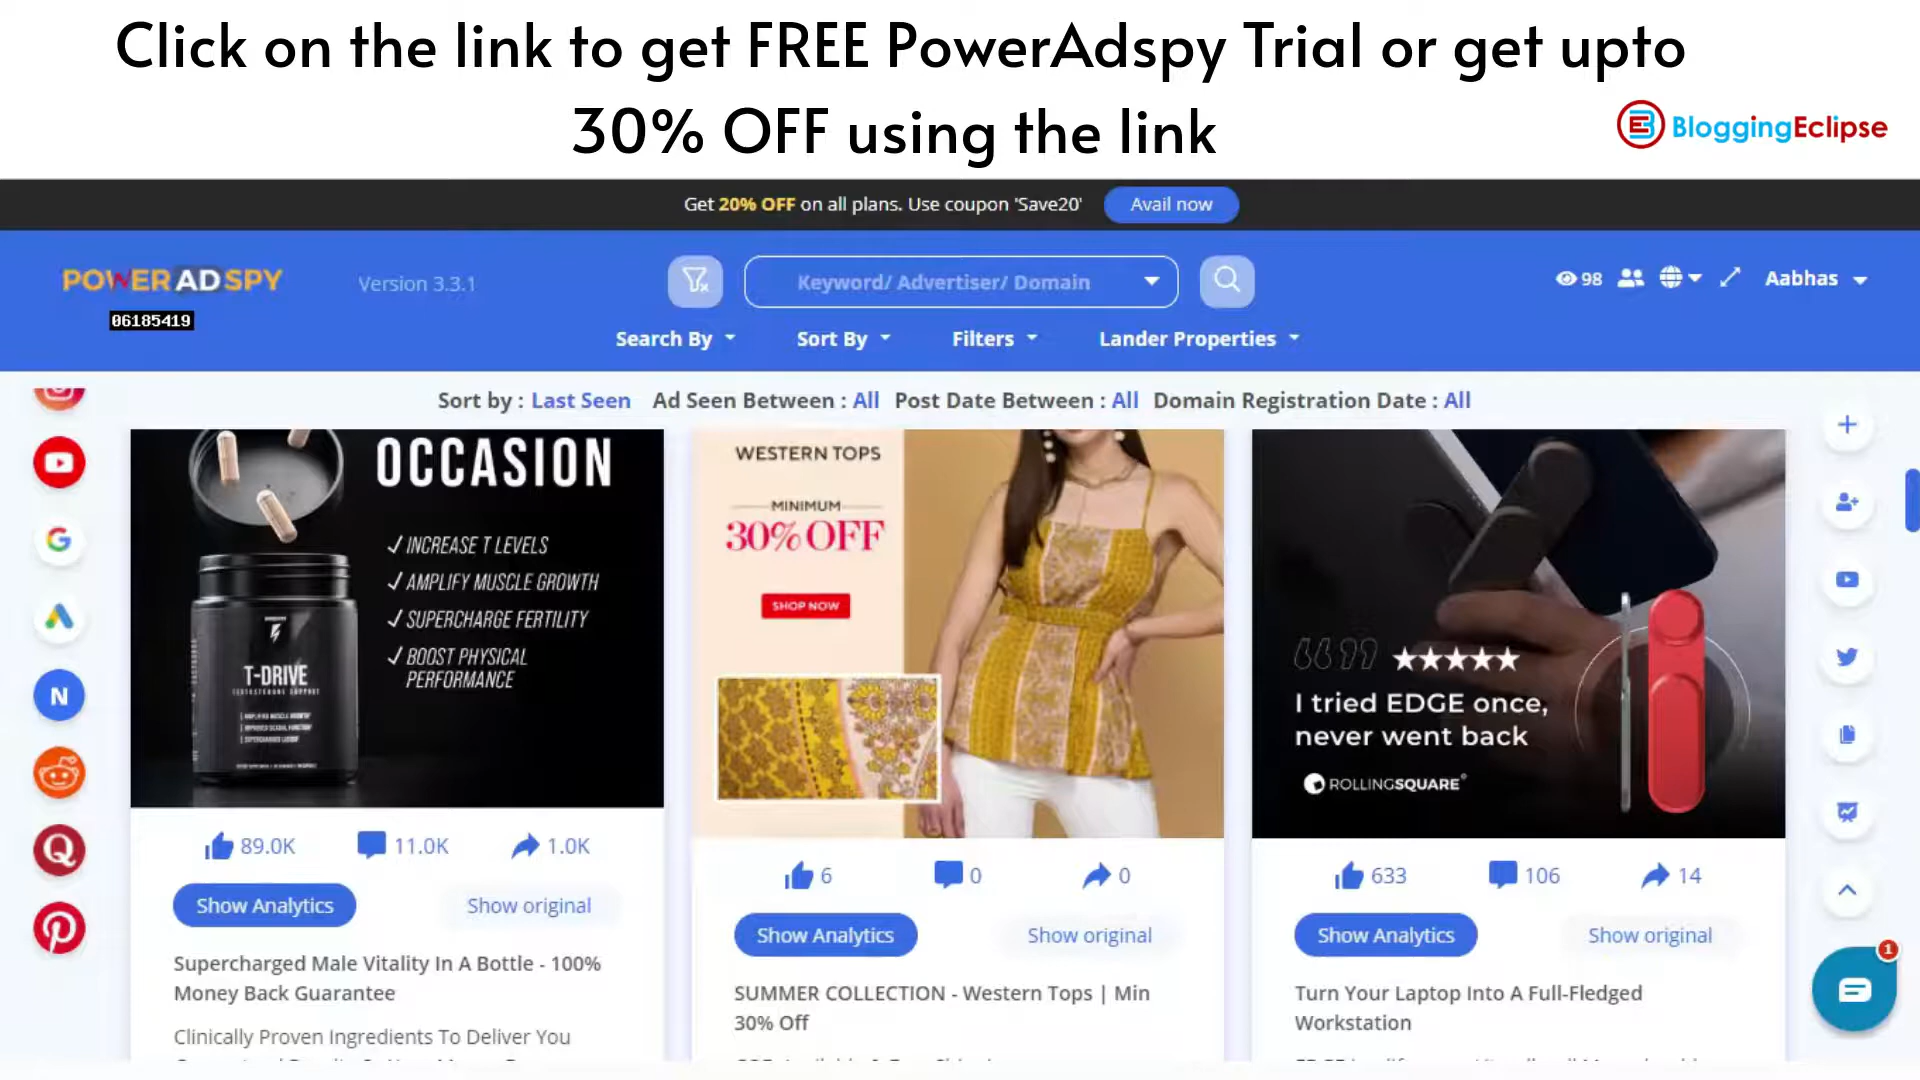 Click on the link to get FREE PowerAdspy Trial or get upto
30% OFF using the link
BloggingEclipse
Get 20% OFF on all plans. Use coupon 'Save20' Avail now
POWERADSPY
Version 3.3.1
Keyword/ Advertiser/ Domain
98
Aabhas
06185419
Search By Sort By Filters Lander Properties
Sort by : Last Seen Ad Seen Between : All Post Date Between : All Domain Registration Date : All
OCCASION
✓ INCREASE T LEVELS
✓ AMPLIFY MUSCLE GROWTH
✓ SUPERCHARGE FERTILITY
✓ BOOST PHYSICAL
PERFORMANCE
T-DRIVE
TESTOSTERONE SUPPORT
89.0K 11.0K 1.0K
Show Analytics Show original
Supercharged Male Vitality In A Bottle - 100%
Money Back Guarantee
Clinically Proven Ingredients To Deliver You
WESTERN TOPS
MINIMUM
30% OFF
SHOP NOW
6 0 0
Show Analytics Show original
SUMMER COLLECTION - Western Tops | Min
30% Off
I tried EDGE once,
never went back
ROLLINGSQUARE®
633 106 14
Show Analytics Show original
Turn Your Laptop Into A Full-Fledged
Workstation
N
1